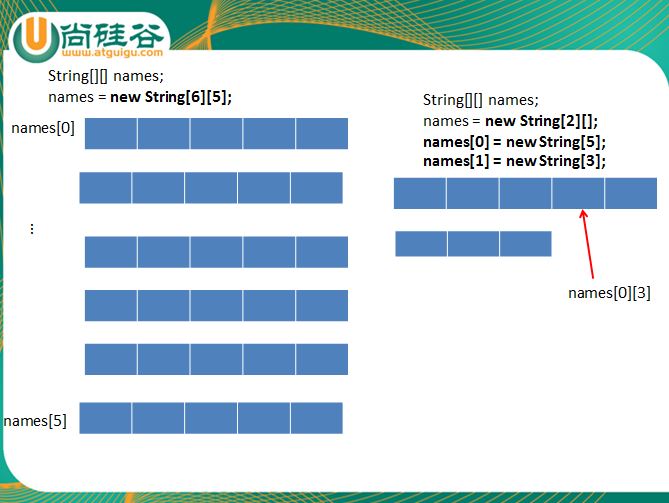 U尚硅谷
www.atguigu.com
String[][] names;
names = new String[6][5];
names[0]
⋮
names[5]
String[][] names;
names = new String[2][];
names[0] = new String[5];
names[1] = new String[3];
names[0][3]